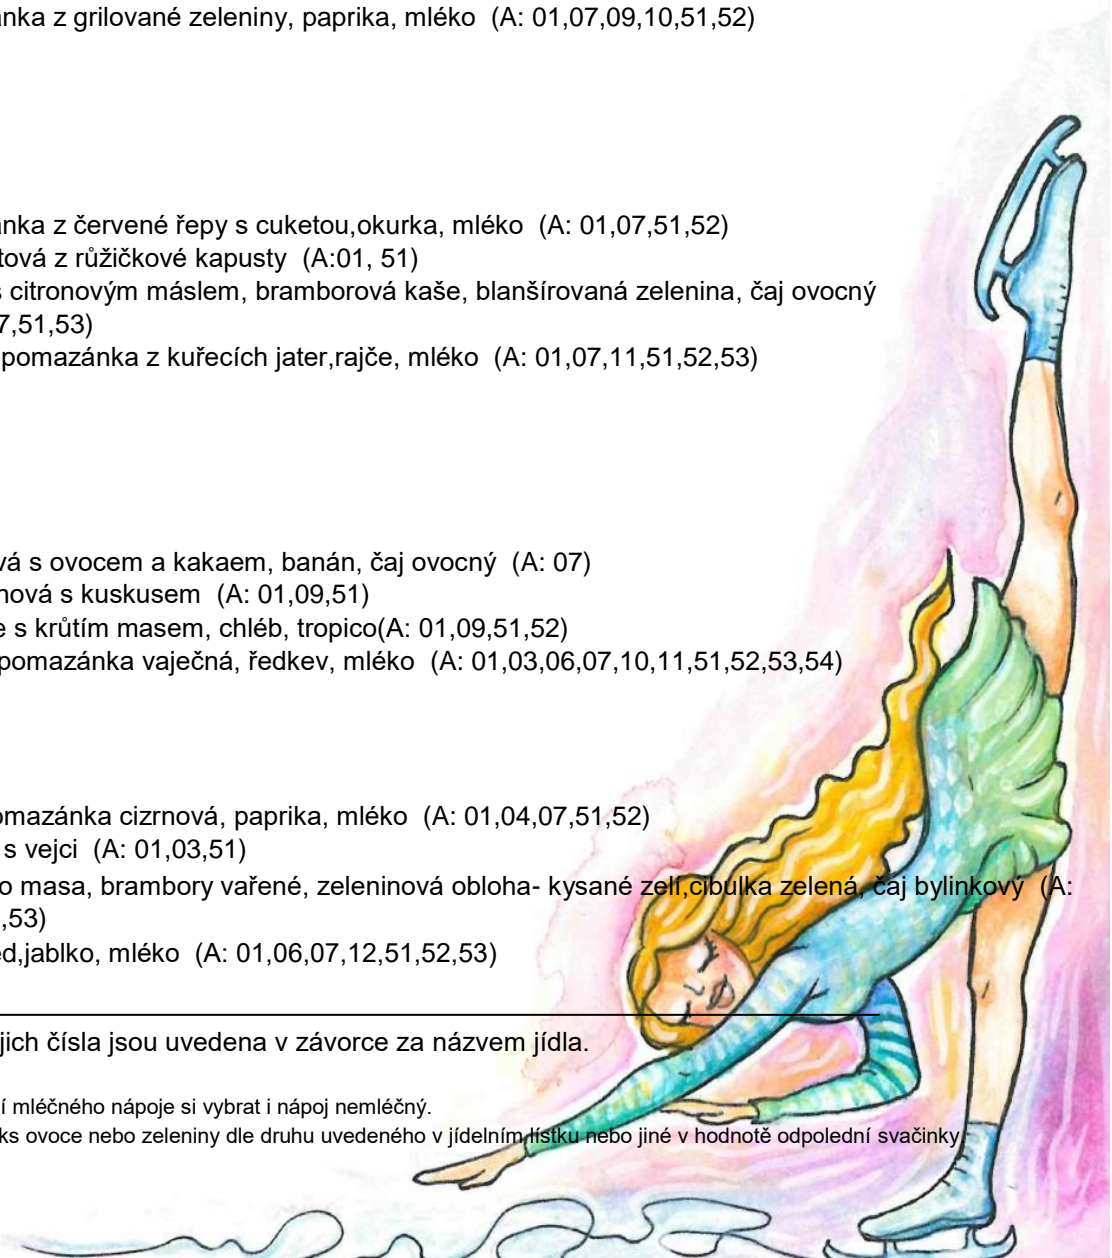 nka z grilované zeleniny, paprika, mléko (A: 01,07,09,10,51,52)
nka z červené řepy s cuketou,okurka, mléko (A: 01,07,51,52)
tová z růžičkové kapusty (A:01, 51)
s citronovým máslem, bramborová kaše, blanšírovaná zelenina, čaj ovocný
7,51,53)
pomazánka z kuřecích jater,rajče, mléko (A: 01,07,11,51,52,53)
vá s ovocem a kakaem, banán, čaj ovocný (A: 07)
nová s kuskusem (A: 01,09,51)
e s krůtím masem, chléb, tropico(A: 01,09,51,52)
pomazánka vaječná, ředkev, mléko (A: 01,03,06,07,10,11,51,52,53,54)
omazánka cizrnová, paprika, mléko (A: 01,04,07,51,52)
s vejci (A: 01,03,51)
o masa, brambory vařené, zeleninová obloha- kysané zelí,cibulka zelená, čaj bylinkový (A:
,53)
ed,jablko, mléko (A: 01,06,07,12,51,52,53)
jich čísla jsou uvedena v závorce za názvem jídla.
í mléčného nápoje si vybrat i nápoj nemléčný.
ks ovoce nebo zeleniny dle druhu uvedeného v jídelním lístku nebo jiné v hodnotě odpolední svačinky